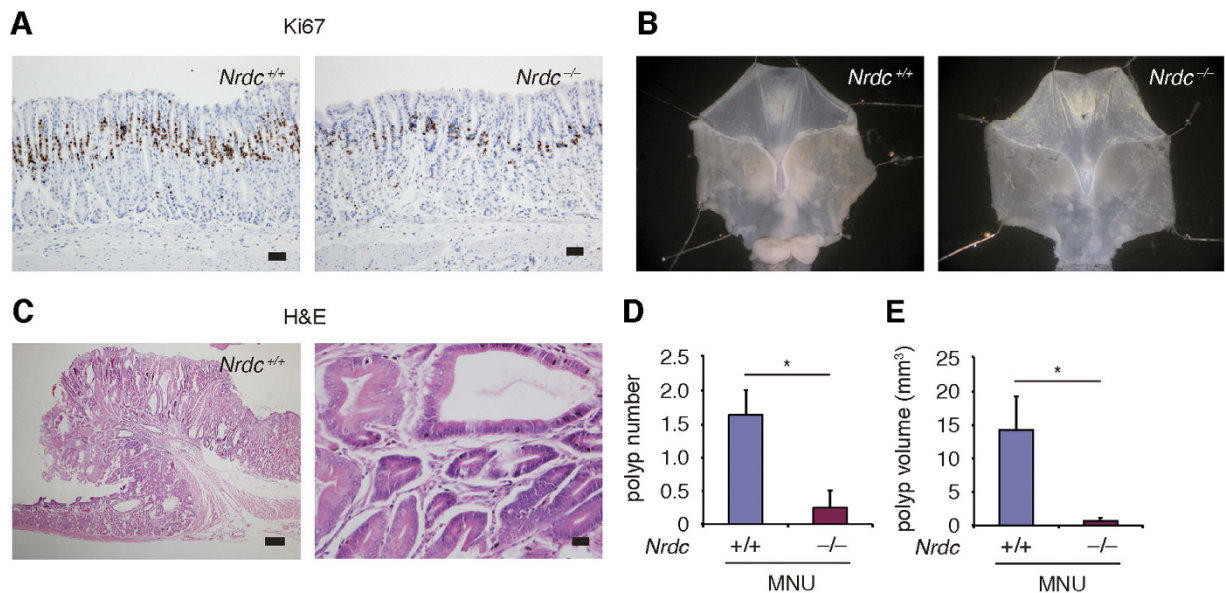 A
Ki67
Nrdc+/+
Nrdc−/−
B
Nrdc+/+
Nrdc−/−
C
H&E
Nrdc+/+
D
polyp number
2.5
2.0
1.5
1.0
0.5
0
*
Nrdc +/+ −/−
MNU
E
polyp volume (mm³)
25
20
15
10
5
0
*
Nrdc +/+ −/−
MNU